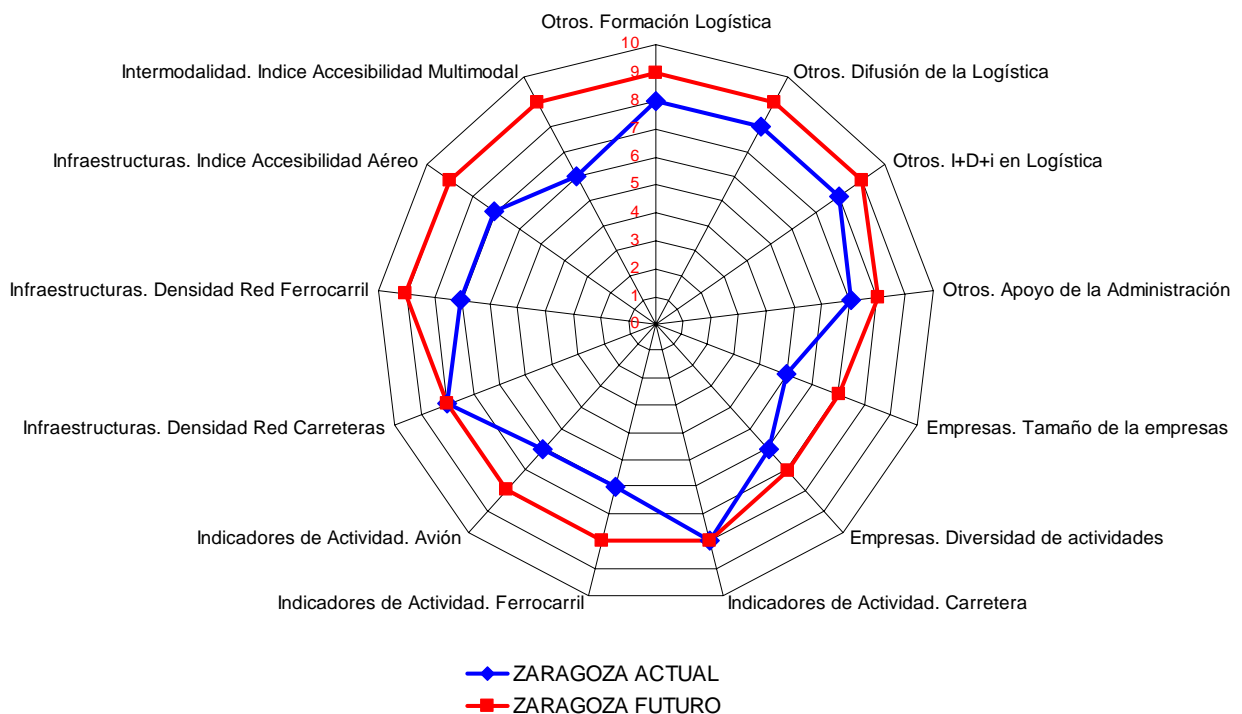 Otros. Formación Logística
10
Intermodalidad. Indice Accesibilidad Multimodal
Otros. Difusión de la Logística
9
8
7
Infraestructuras. Indice Accesibilidad Aéreo
Otros. I+D+i en Logística
6
5
4
3
Infraestructuras. Densidad Red Ferrocarril
Otros. Apoyo de la Administración
2
1
0
Infraestructuras. Densidad Red Carreteras
Empresas. Tamaño de la empresas
Indicadores de Actividad. Avión
Empresas. Diversidad de actividades
Indicadores de Actividad. Ferrocarril
Indicadores de Actividad. Carretera
ZARAGOZA ACTUAL
ZARAGOZA FUTURO